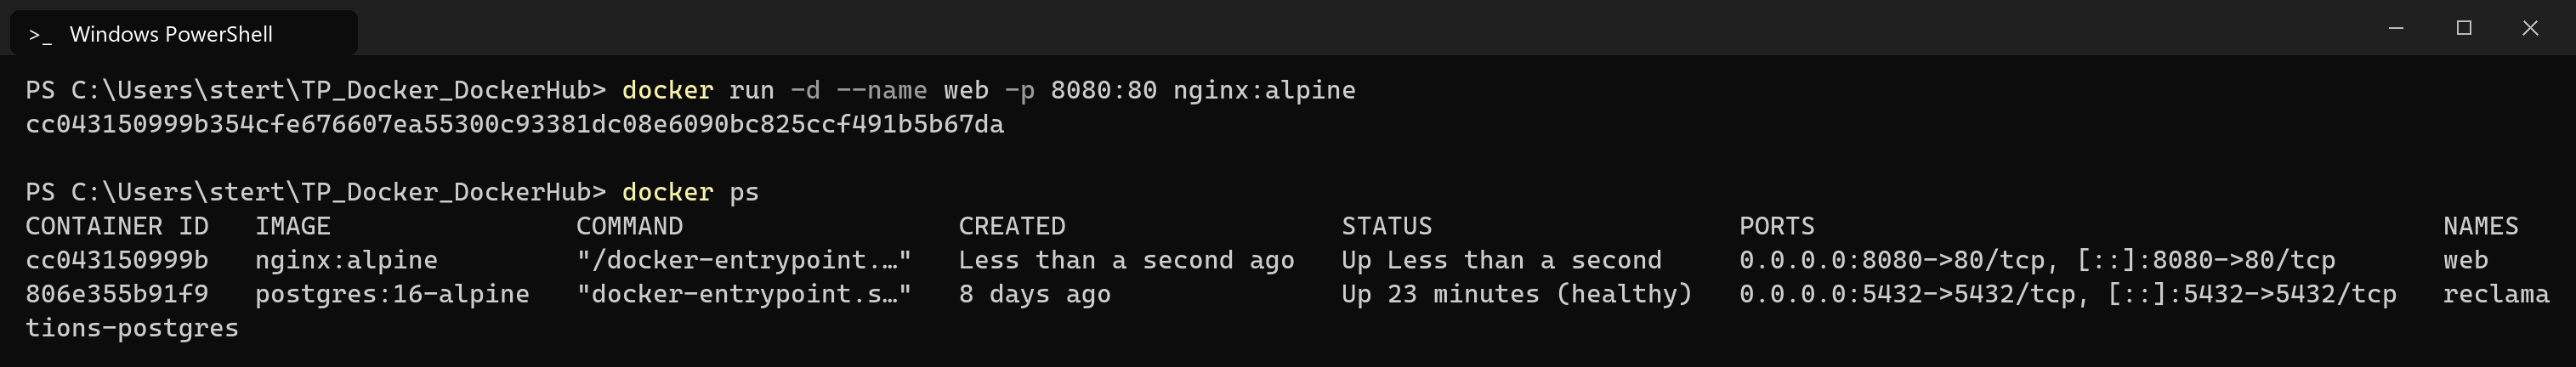 >_ Windows PowerShell
PS C:\Users\stert\TP_Docker_DockerHub> docker run -d --name web -p 8080:80 nginx:alpine
cc043150999b354cfe676607ea55300c93381dc08e6090bc825ccf491b5b67da
PS C:\Users\stert\TP_Docker_DockerHub> docker ps
CONTAINER ID   IMAGE                COMMAND                  CREATED                  STATUS                    PORTS                                         NAMES
cc043150999b   nginx:alpine         "/docker-entrypoint.…"   Less than a second ago   Up Less than a second     0.0.0.0:8080->80/tcp, [::]:8080->80/tcp       web
806e355b91f9   postgres:16-alpine   "docker-entrypoint.s…"   8 days ago               Up 23 minutes (healthy)   0.0.0.0:5432->5432/tcp, [::]:5432->5432/tcp   reclama
tions-postgres